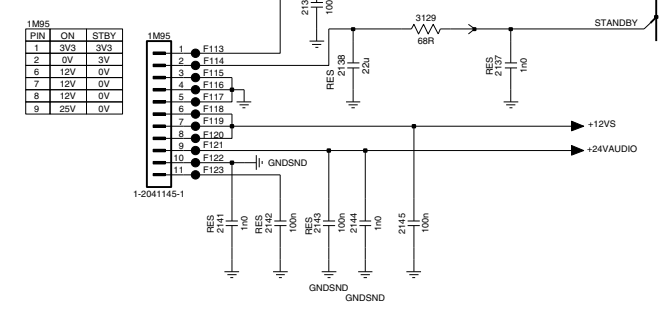 213
100
1M95
PIN ON STBY
1 3V3 3V3
2 0V 3V
6 12V 0V
7 12V 0V
8 12V 0V
9 25V 0V
1M95
1 F113
2 F114
3 F115
4 F116
5 F117
6 F118
7 F119
8 F120
9 F121
10 F122
11 F123
1-2041145-1
3129
68R
STANDBY
RES
2138
22u
RES
2137
1n0
+12VS
+24VAUDIO
GNDSND
RES
2141
1n0
RES
2142
100n
RES
2143
100n
2144
1n0
2145
100n
GNDSND
GNDSND